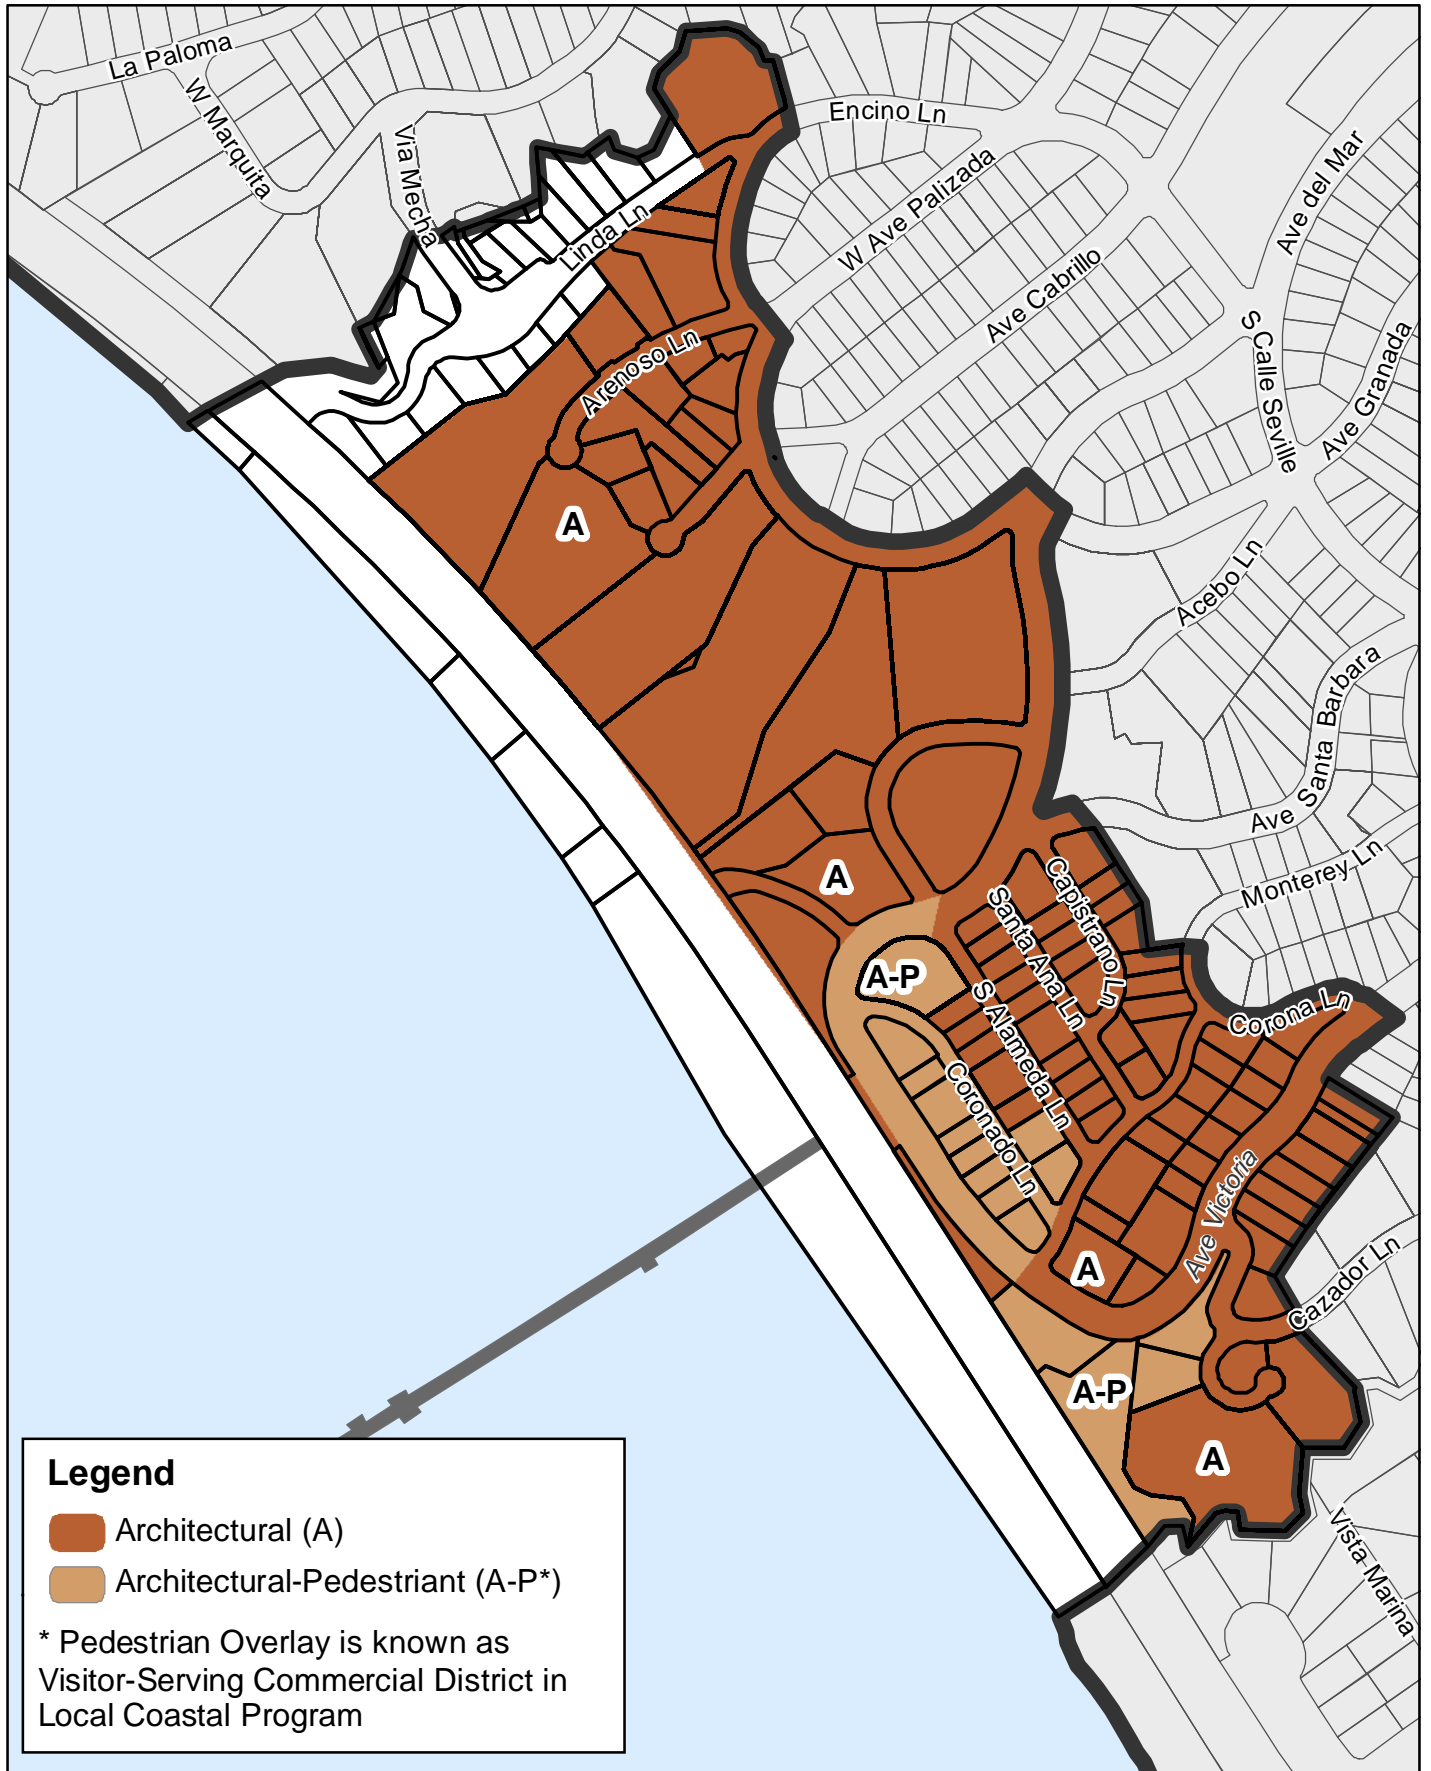 La Paloma
W Marquita
Via Mecha
Encino Ln
W Ave Palizada
Ave del Mar
Linda Ln
Ave Cabrillo
S Calle Seville
Ave Granada
Arenoso Ln
A
Acebo Ln
Ave Santa Barbara
Monterey Ln
A
Capistrano Ln
Santa Ana Ln
A-P
S Alameda Ln
Corona Ln
Coronado Ln
Ave Victoria
A
Cazador Ln
A-P
A
Vista Marina
Legend
Architectural (A)
Architectural-Pedestriant (A-P*)
* Pedestrian Overlay is known as
Visitor-Serving Commercial District in
Local Coastal Program